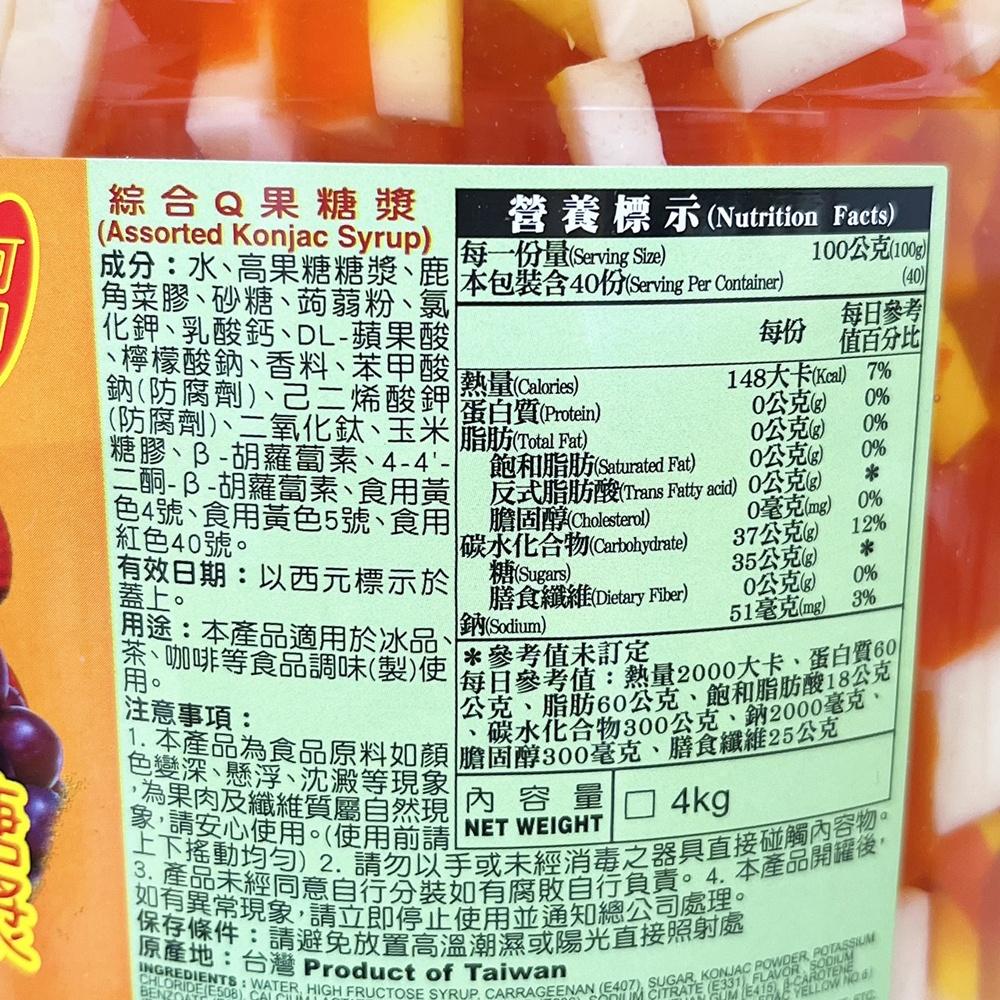 綜合Q果糖漿
(Assorted Konjac Syrup)
成分：水、高果糖糖漿、鹿
角菜膠、砂糖、蒟蒻粉、氯
化鉀、乳酸鈣、DL-蘋果酸
、檸檬酸鈉、香料、苯甲酸
鈉(防腐劑)、己二烯酸鉀
(防腐劑)、二氧化鈦、玉米
糖膠、β-胡蘿蔔素、4-4'-
二酮-β-胡蘿蔔素、食用黃
色4號、食用黃色5號、食用
紅色40號。
有效日期：以西元標示於
蓋上。
用途：本產品適用於冰品、
茶、咖啡等食品調味(製)使
用。
注意事項：
1. 本產品為食品原料如顏
色變深、懸浮、沈澱等現象
,為果肉及纖維質屬自然現
象,請安心使用。(使用前請
上下搖動均勻) 2. 請勿以手或未經消毒之器具直接碰觸內容物。
3. 產品未經同意自行分裝如有腐敗自行負責。4. 本產品開罐後,
如有異常現象,請立即停止使用並通知總公司處理。
保存條件：請避免放置高溫潮濕或陽光直接照射處
原產地：台灣 Product of Taiwan
INGREDIENTS : WATER, HIGH FRUCTOSE SYRUP, CARRAGEENAN (E407), SUGAR, KONJAC POWDER, POTASSIUM
CHLORIDE(E508), CALCIUM SODIUM CITRATE (E331), FLAVOR, SODIUM
GUM (E415), β-CAROTENE
YELLOW NO.
營養標示(Nutrition Facts)
每一份量(Serving Size) 100公克(100g)
本包裝含40份(Serving Per Container) (40)
每份 每日參考
值百分比
熱量(Calories) 148大卡(Kcal) 7%
蛋白質(Protein) 0公克(g) 0%
脂肪(Total Fat) 0公克(g) 0%
飽和脂肪(Saturated Fat) 0公克(g) 0%
反式脂肪酸(Trans Fatty acid) 0公克(g) *
膽固醇(Cholesterol) 0毫克(mg) 0%
碳水化合物(Carbohydrate) 37公克(g) 12%
糖(Sugars) 35公克(g) *
膳食纖維(Dietary Fiber) 0公克(g) 0%
鈉(Sodium) 51毫克(mg) 3%
*參考值未訂定
每日參考值：熱量2000大卡、蛋白質60
公克、脂肪60公克、飽和脂肪酸18公克
、碳水化合物300公克、鈉2000毫克、
膽固醇300毫克、膳食纖維25公克
內容量
NET WEIGHT
□ 4kg